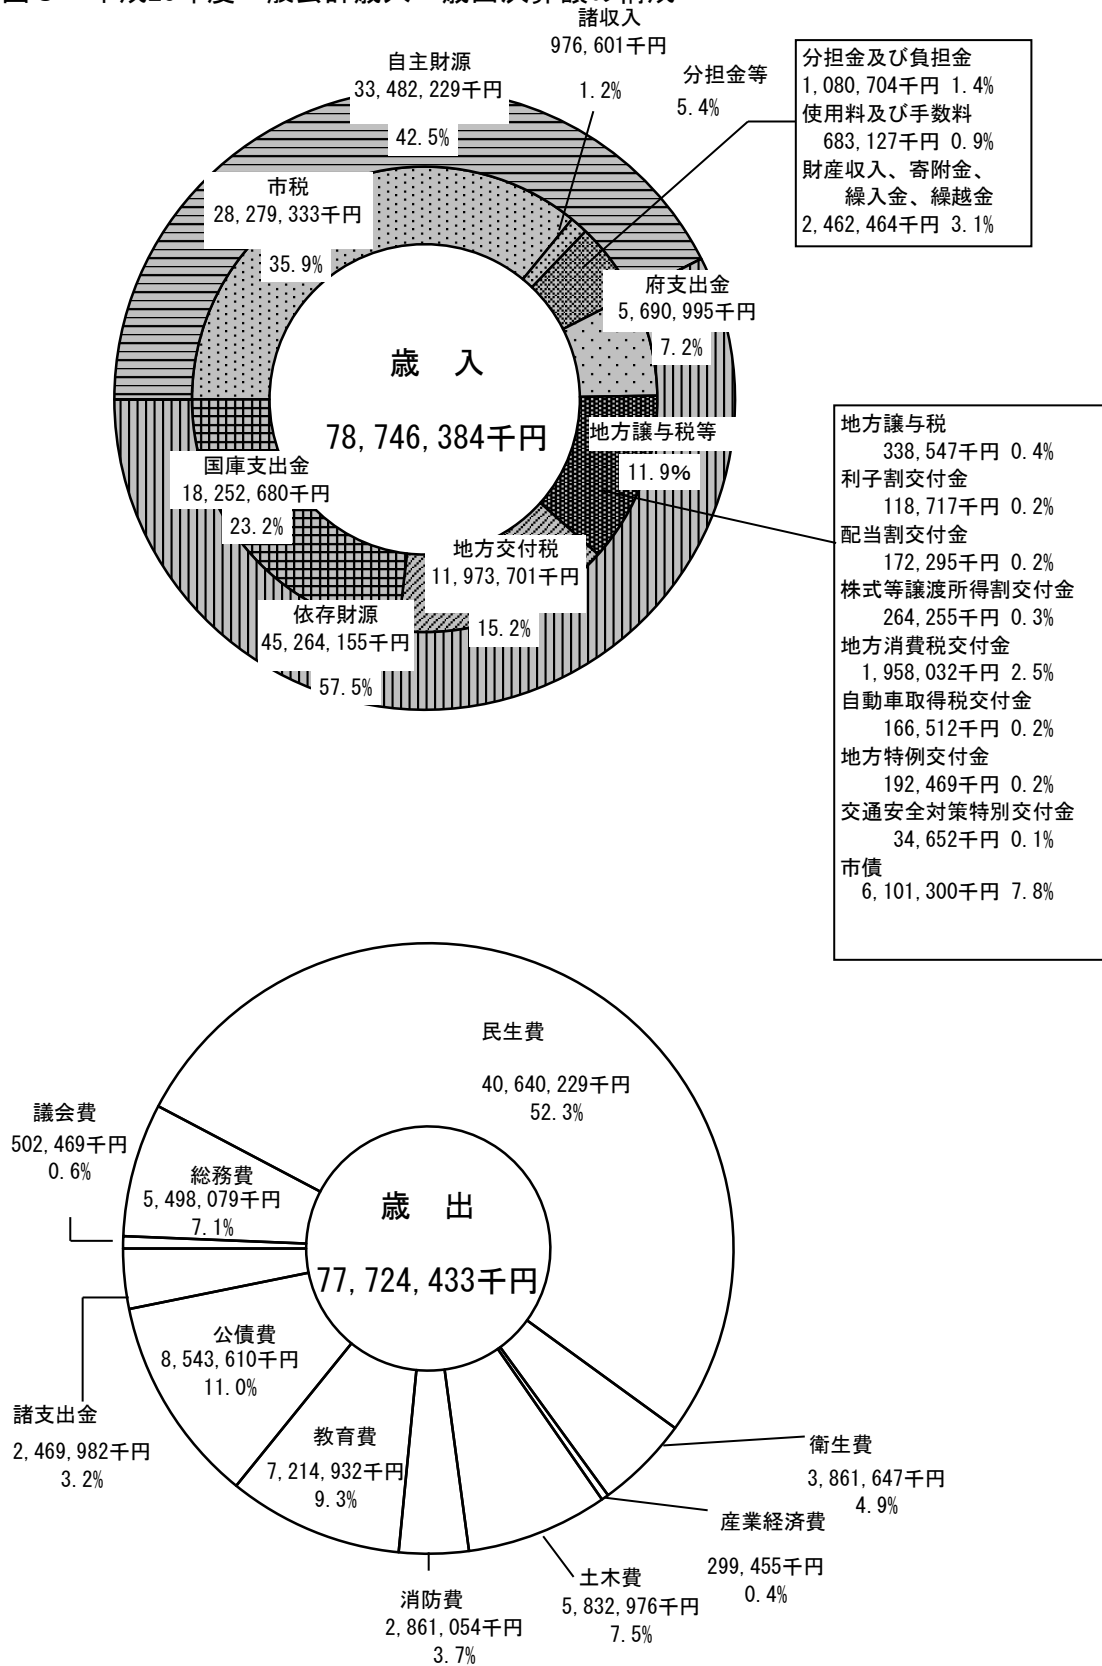 諸収入
976,601千円
1.2%
自主財源
33,482,229千円
42.5%
分担金等
5.4%
分担金及び負担金
1,080,704千円 1.4%
使用料及び手数料
683,127千円 0.9%
財産収入、寄附金、
繰入金、繰越金
2,462,464千円 3.1%
市税
28,279,333千円
35.9%
府支出金
5,690,995千円
7.2%
歳 入
78,746,384千円
地方譲与税等
11.9%
国庫支出金
18,252,680千円
23.2%
地方交付税
11,973,701千円
15.2%
依存財源
45,264,155千円
57.5%
地方譲与税
338,547千円 0.4%
利子割交付金
118,717千円 0.2%
配当割交付金
172,295千円 0.2%
株式等譲渡所得割交付金
264,255千円 0.3%
地方消費税交付金
1,958,032千円 2.5%
自動車取得税交付金
166,512千円 0.2%
地方特例交付金
192,469千円 0.2%
交通安全対策特別交付金
34,652千円 0.1%
市債
6,101,300千円 7.8%
民生費
40,640,229千円
52.3%
議会費
502,469千円
0.6%
総務費
5,498,079千円
7.1%
歳 出
77,724,433千円
公債費
8,543,610千円
11.0%
諸支出金
2,469,982千円
3.2%
教育費
7,214,932千円
9.3%
衛生費
3,861,647千円
4.9%
産業経済費
299,455千円
0.4%
土木費
5,832,976千円
7.5%
消防費
2,861,054千円
3.7%